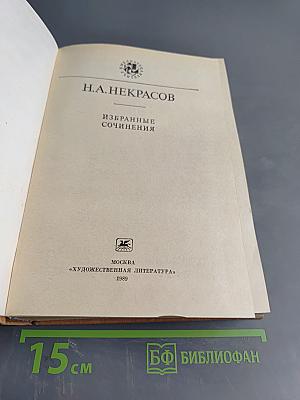 Н.А.НЕКРАСОВ
ИЗБРАННЫЕ
СОЧИНЕНИЯ
МОСКВА
«ХУДОЖЕСТВЕННАЯ ЛИТЕРАТУРА»
1989
15 см
БФ БИБЛИОФАН